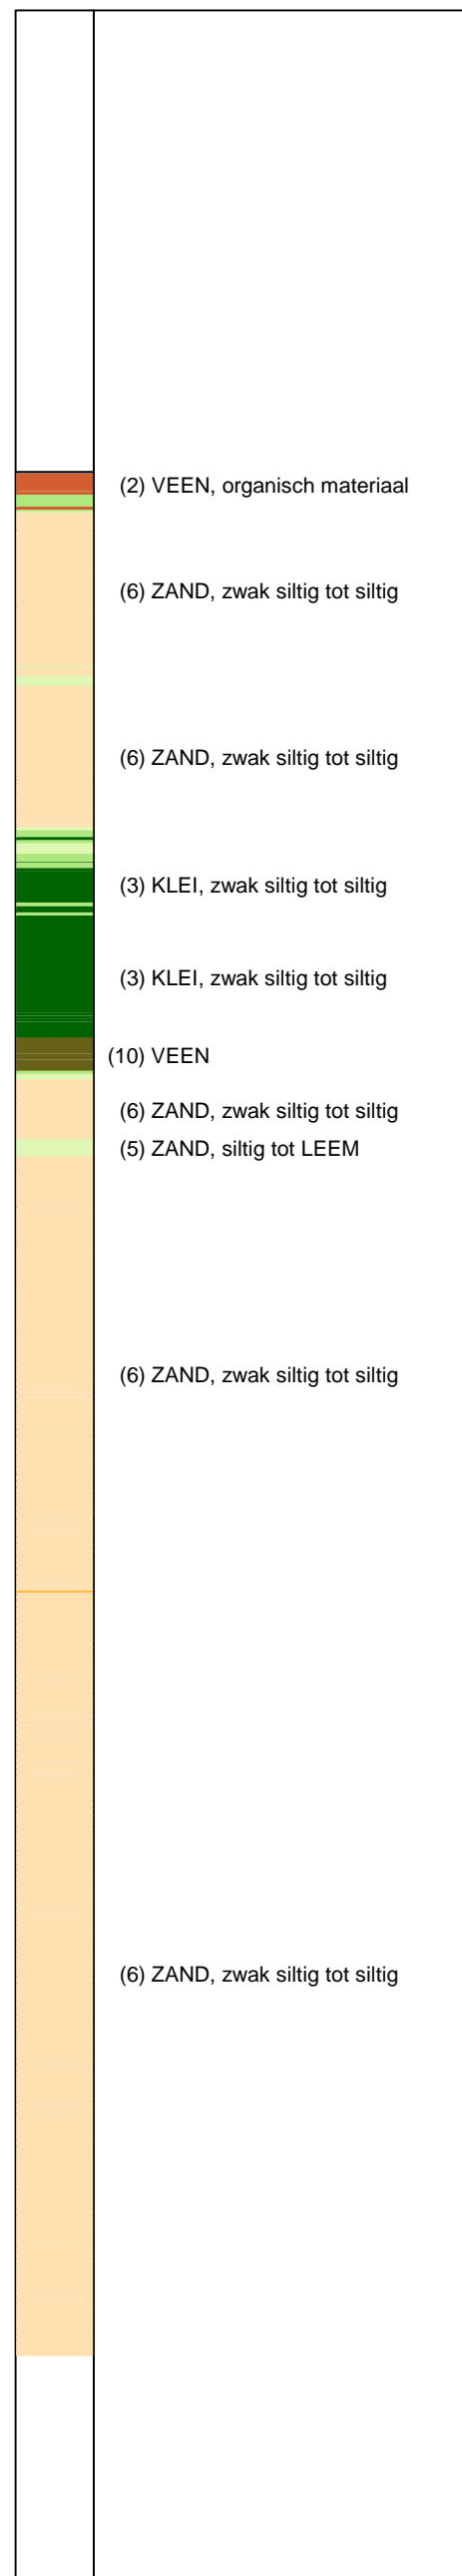 (2) VEEN, organisch materiaal
(6) ZAND, zwak siltig tot siltig
(6) ZAND, zwak siltig tot siltig
(3) KLEI, zwak siltig tot siltig
(3) KLEI, zwak siltig tot siltig
(10) VEEN
(6) ZAND, zwak siltig tot siltig
(5) ZAND, siltig tot LEEM
(6) ZAND, zwak siltig tot siltig
(6) ZAND, zwak siltig tot siltig